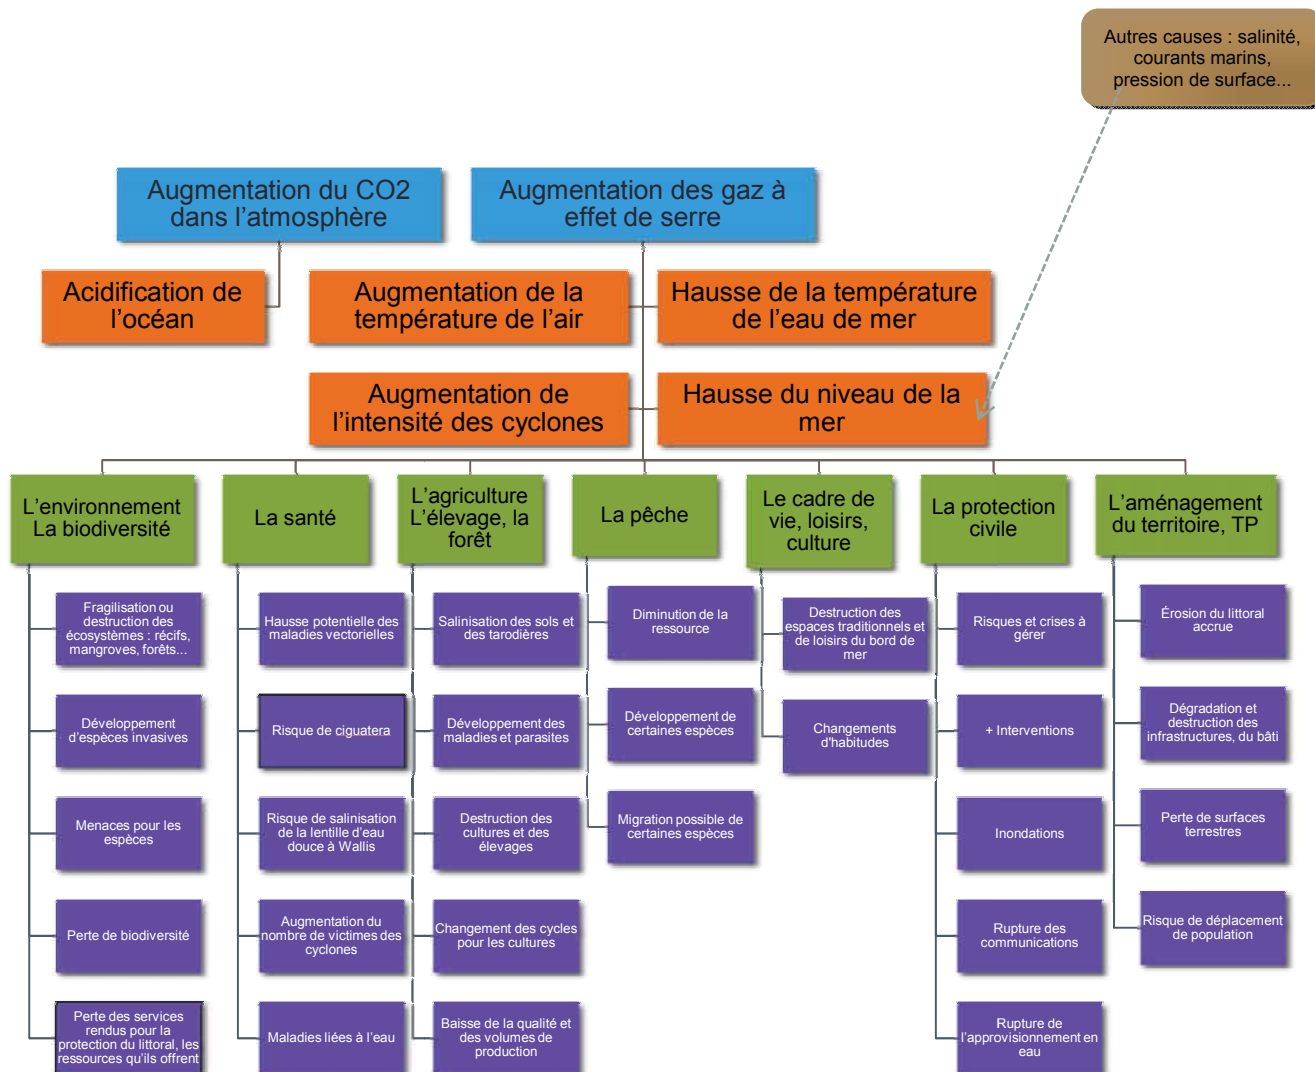 Autres causes : salinité,
courants marins,
pression de surface...
Augmentation du CO2
dans l'atmosphère
Augmentation des gaz à
effet de serre
Acidification de
l'océan
Augmentation de la
température de l'air
Hausse de la température
de l'eau de mer
Augmentation de
l'intensité des cyclones
Hausse du niveau de la
mer
L'environnement
La biodiversité
La santé
L'agriculture
L'élevage, la
forêt
La pêche
Le cadre de
vie, loisirs,
culture
La protection
civile
L'aménagement
du territoire, TP
Fragilisation ou
destruction des
écosystèmes : récifs,
mangroves, forêts...
Développement
d'espèces invasives
Menaces pour les
espèces
Perte de biodiversité
Perte des services
rendus pour la
protection du littoral, les
ressources qu'ils offrent
Hausse potentielle des
maladies vectorielles
Risque de ciguatera
Risque de salinisation
de la lentille d'eau
douce à Wallis
Augmentation du
nombre de victimes des
cyclones
Maladies liées à l'eau
Salinisation des sols et
des tarodières
Développement des
maladies et parasites
Destruction des
cultures et des
élevages
Changement des cycles
pour les cultures
Baisse de la qualité et
des volumes de
production
Diminution de la
ressource
Développement de
certaines espèces
Migration possible de
certaines espèces
Destruction des
espaces traditionnels et
de loisirs du bord de
mer
Changements
d'habitudes
Risques et crises à
gérer
+ Interventions
Inondations
Rupture des
communications
Rupture de
l'approvisionnement en
eau
Érosion du littoral
accrue
Dégradation et
destruction des
infrastructures, du bâti
Perte de surfaces
terrestres
Risque de déplacement
de population